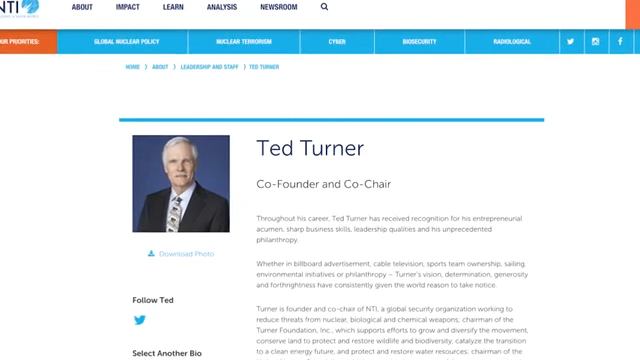 NTI
ABOUT
IMPACT
LEARN
ANALYSIS
NEWSROOM
OUR PRIORITIES:
GLOBAL NUCLEAR POLICY
NUCLEAR TERRORISM
CYBER
BIOSECURITY
RADIOLOGICAL
HOME > ABOUT > LEADERSHIP AND STAFF > TED TURNER
Ted Turner
Co-Founder and Co-Chair
Throughout his career, Ted Turner has received recognition for his entrepreneurial
acumen, sharp business skills, leadership qualities and his unprecedented
philanthropy.
Download Photo
Whether in billboard advertisement, cable television, sports team ownership, sailing,
environmental initiatives or philanthropy – Turner's vision, determination, generosity
and forthrightness have consistently given the world reason to take notice.
Follow Ted
Turner is founder and co-chair of NTI, a global security organization working to
reduce threats from nuclear, biological and chemical weapons; chairman of the
Turner Foundation, Inc., which supports efforts to grow and diversify the movement,
conserve land to protect and restore wildlife and biodiversity, catalyze the transition
to a clean energy future, and protect and restore water resources; chairman of the
Select Another Bio